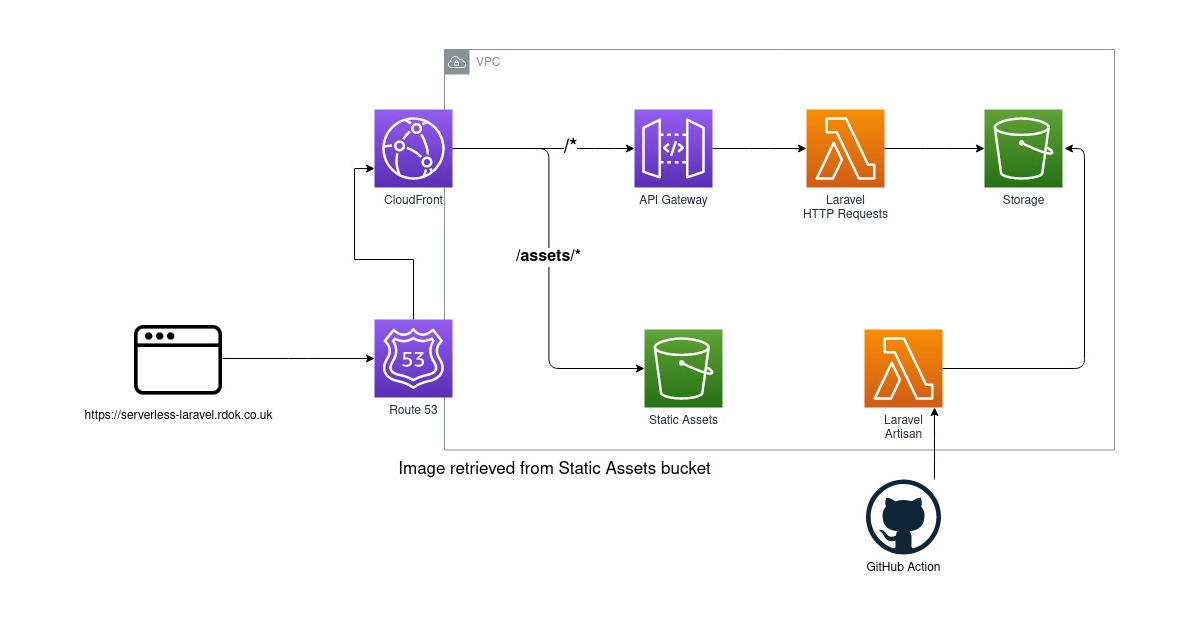 VPC
/*
</>
CloudFront
API Gateway
Laravel
HTTP Requests
Storage
/assets/*
53
https://serverless-laravel.rdok.co.uk
Route 53
Static Assets
Laravel
Artisan
Image retrieved from Static Assets bucket
GitHub Action